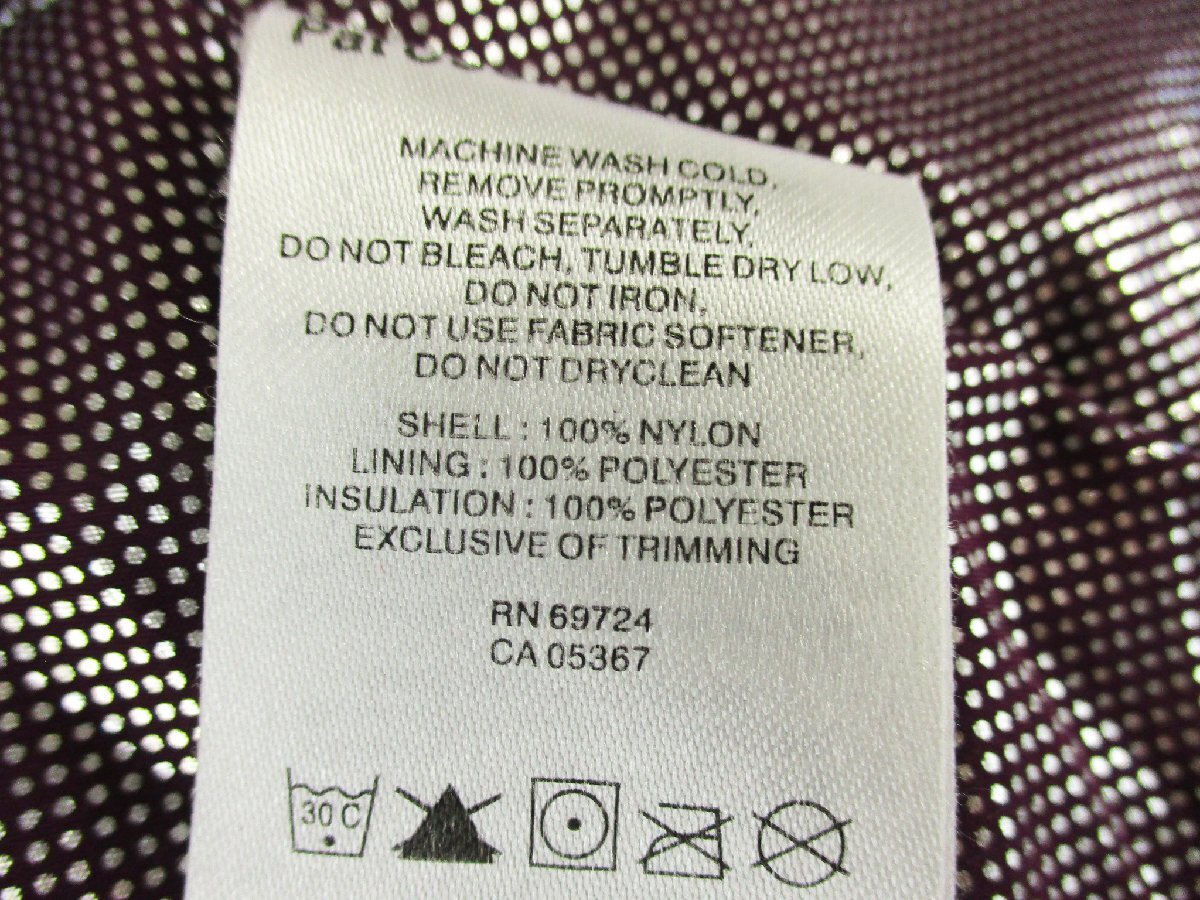 MACHINE WASH COLD,
REMOVE PROMPTLY,
WASH SEPARATELY,
DO NOT BLEACH, TUMBLE DRY LOW,
DO NOT IRON,
DO NOT USE FABRIC SOFTENER,
DO NOT DRYCLEAN
SHELL : 100% NYLON
LINING : 100% POLYESTER
INSULATION : 100% POLYESTER
EXCLUSIVE OF TRIMMING
RN 69724
CA 05367
30 C